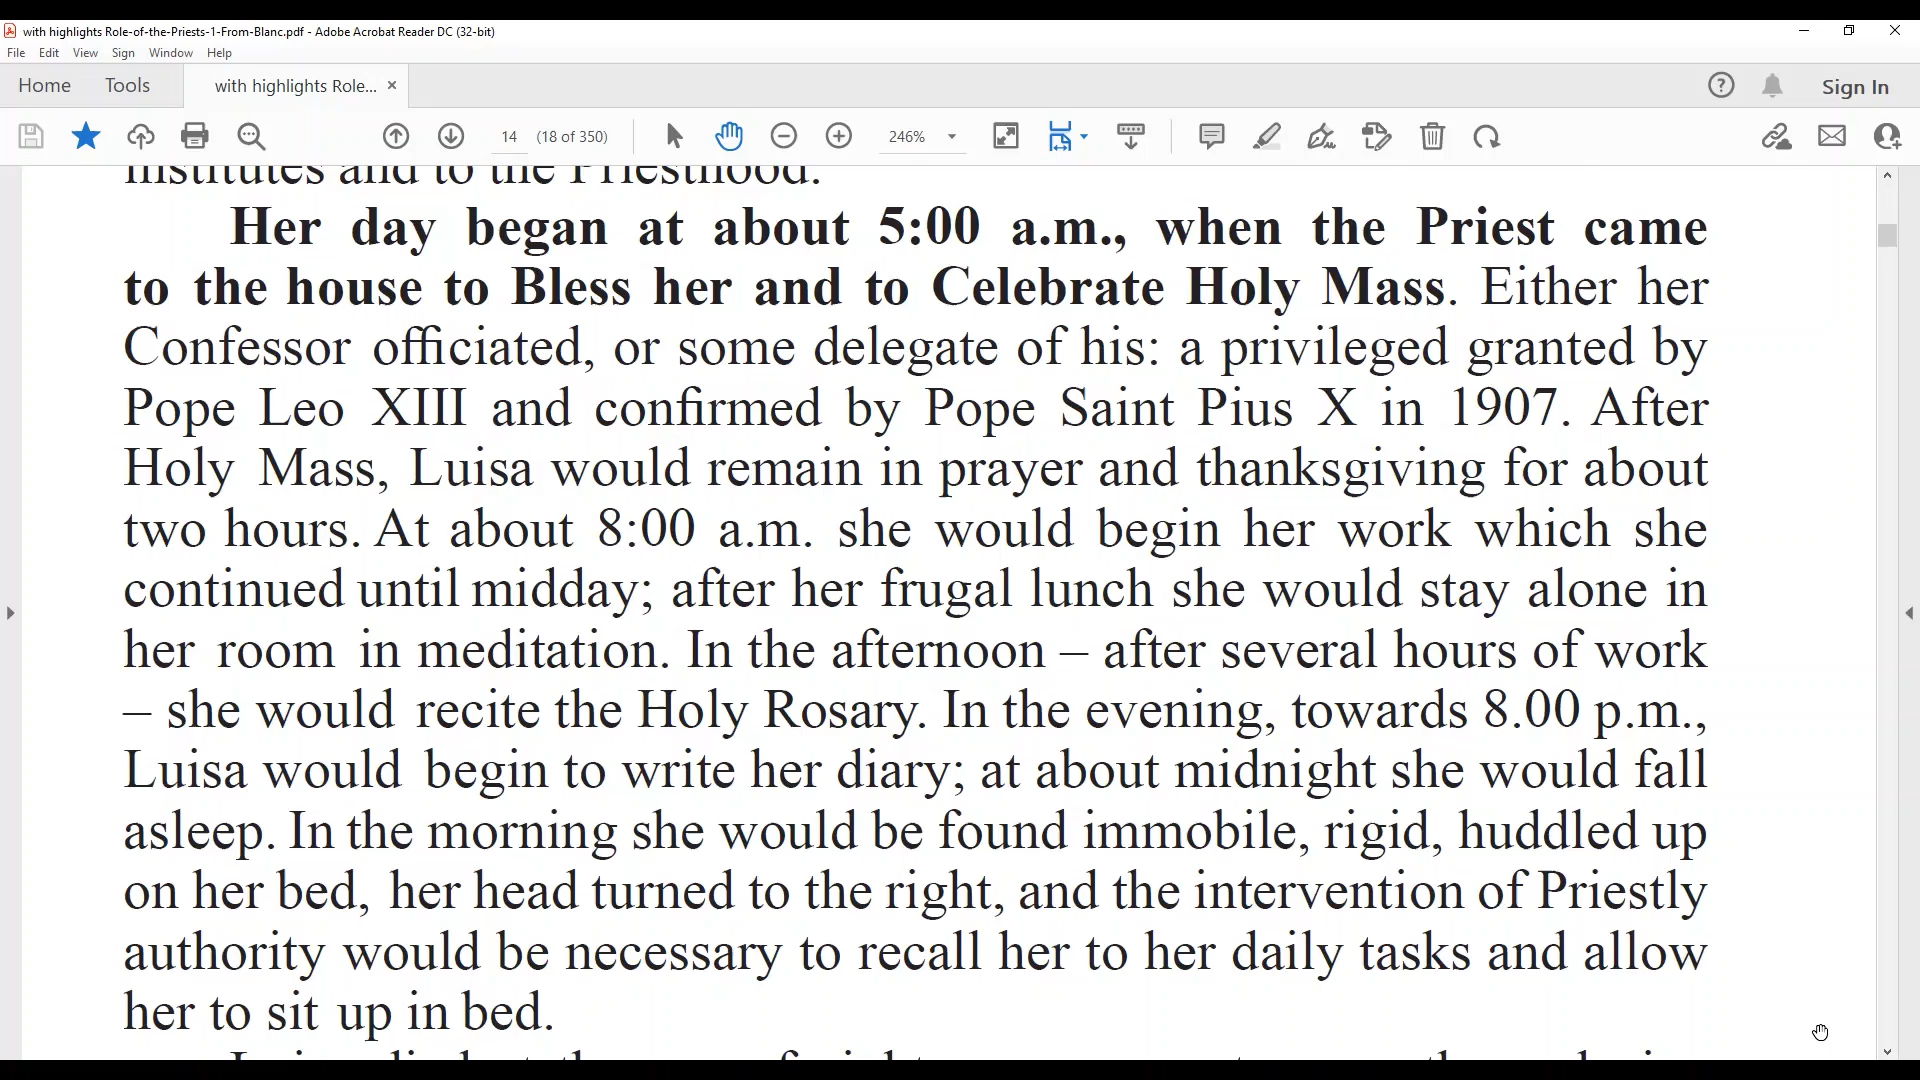 with highlights Role-of-the-Priests-1-From-Blanc.pdf - Adobe Acrobat Reader DC (32-bit)
File Edit View Sign Window Help
Home Tools with highlights Role... × Sign In
14 (18 of 350) 246%
institutes and to the Priesthood.
Her day began at about 5:00 a.m., when the Priest came
to the house to Bless her and to Celebrate Holy Mass. Either her
Confessor officiated, or some delegate of his: a privileged granted by
Pope Leo XIII and confirmed by Pope Saint Pius X in 1907. After
Holy Mass, Luisa would remain in prayer and thanksgiving for about
two hours. At about 8:00 a.m. she would begin her work which she
continued until midday; after her frugal lunch she would stay alone in
her room in meditation. In the afternoon – after several hours of work
– she would recite the Holy Rosary. In the evening, towards 8.00 p.m.,
Luisa would begin to write her diary; at about midnight she would fall
asleep. In the morning she would be found immobile, rigid, huddled up
on her bed, her head turned to the right, and the intervention of Priestly
authority would be necessary to recall her to her daily tasks and allow
her to sit up in bed.